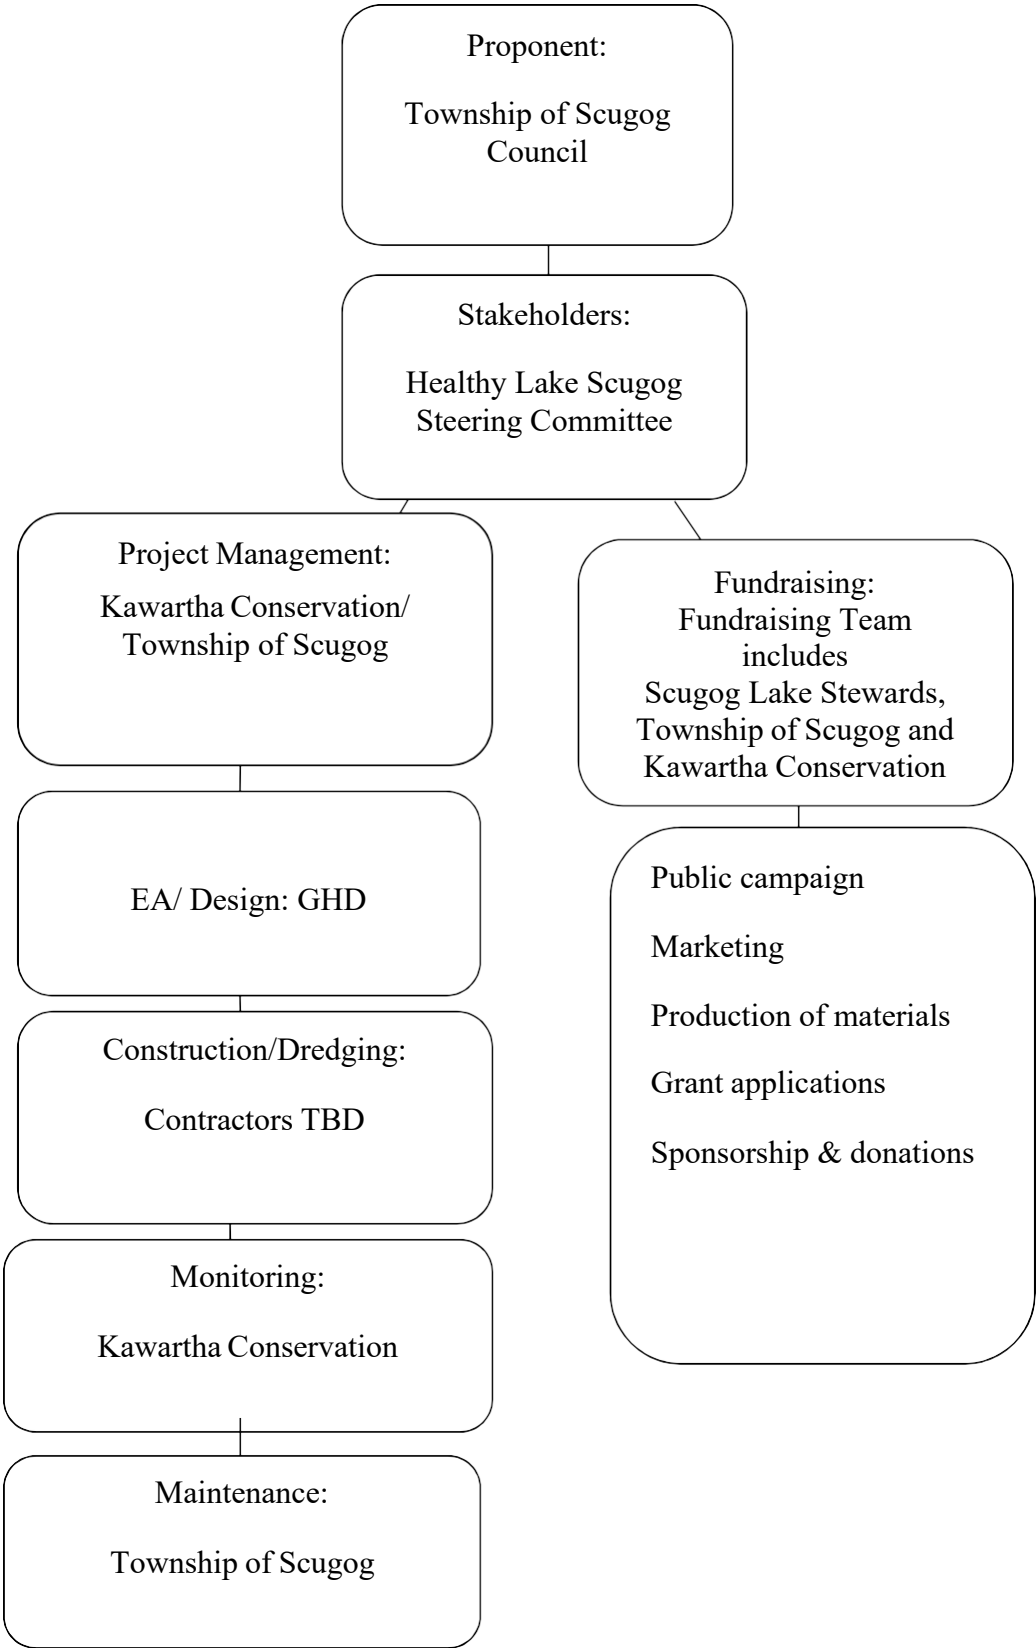 Proponent:
Township of Scugog
Council
Stakeholders:
Healthy Lake Scugog
Steering Committee
Project Management:
Kawartha Conservation/
Township of Scugog
EA/ Design: GHD
Construction/Dredging:
Contractors TBD
Monitoring:
Kawartha Conservation
Maintenance:
Township of Scugog
Fundraising:
Fundraising Team
includes
Scugog Lake Stewards,
Township of Scugog and
Kawartha Conservation
Public campaign
Marketing
Production of materials
Grant applications
Sponsorship & donations